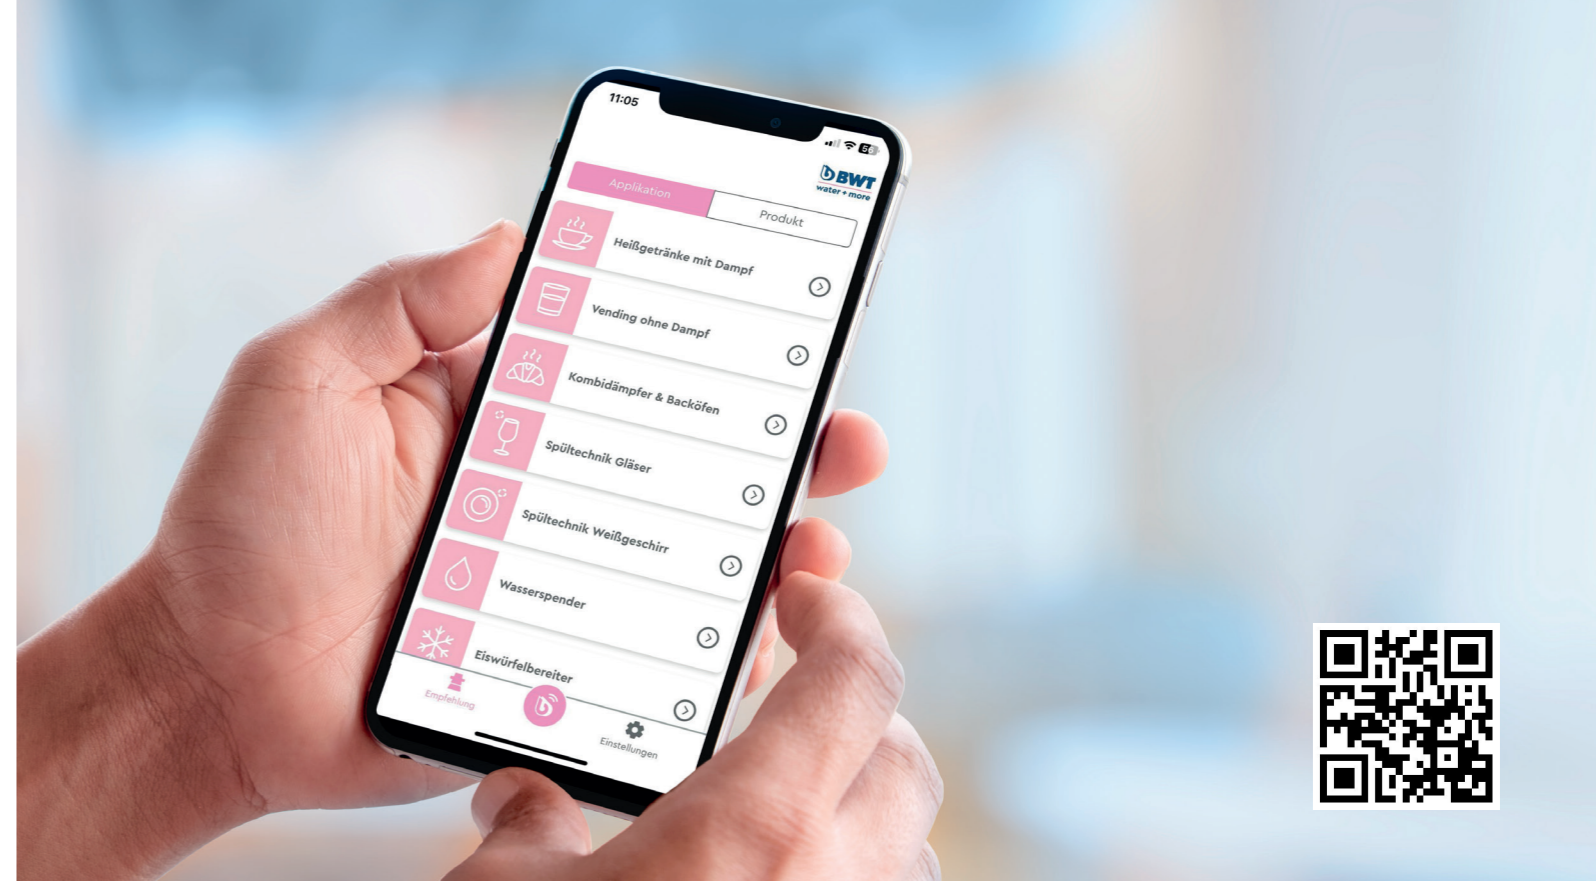 11:05
56
BWT
water + more
Applikation
Produkt
Heißgetränke mit Dampf
Vending ohne Dampf
Kombidämpfer & Backöfen
Spültechnik Gläser
Spültechnik Weißgeschirr
Wasserspender
Eiswürfelbereiter
Empfehlung
Einstellungen